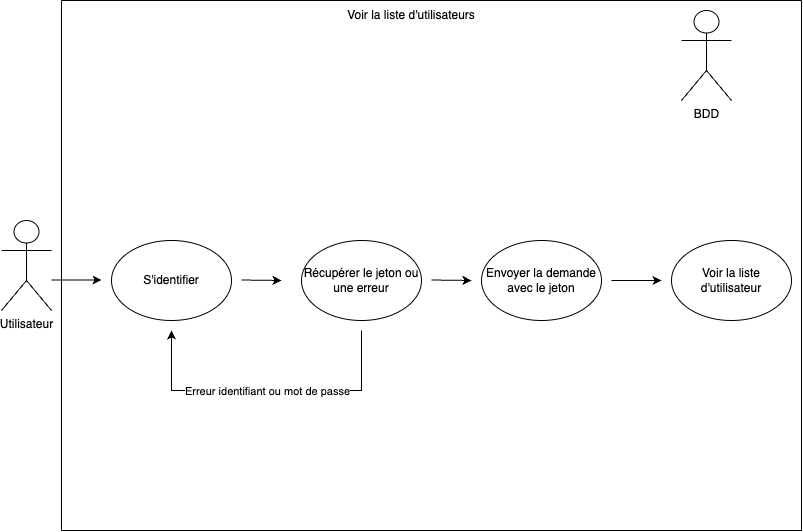 Voir la liste d'utilisateurs
BDD
Utilisateur
S'identifier
Récupérer le jeton ou
une erreur
Envoyer la demande
avec le jeton
Voir la liste
d'utilisateur
Erreur identifiant ou mot de passe